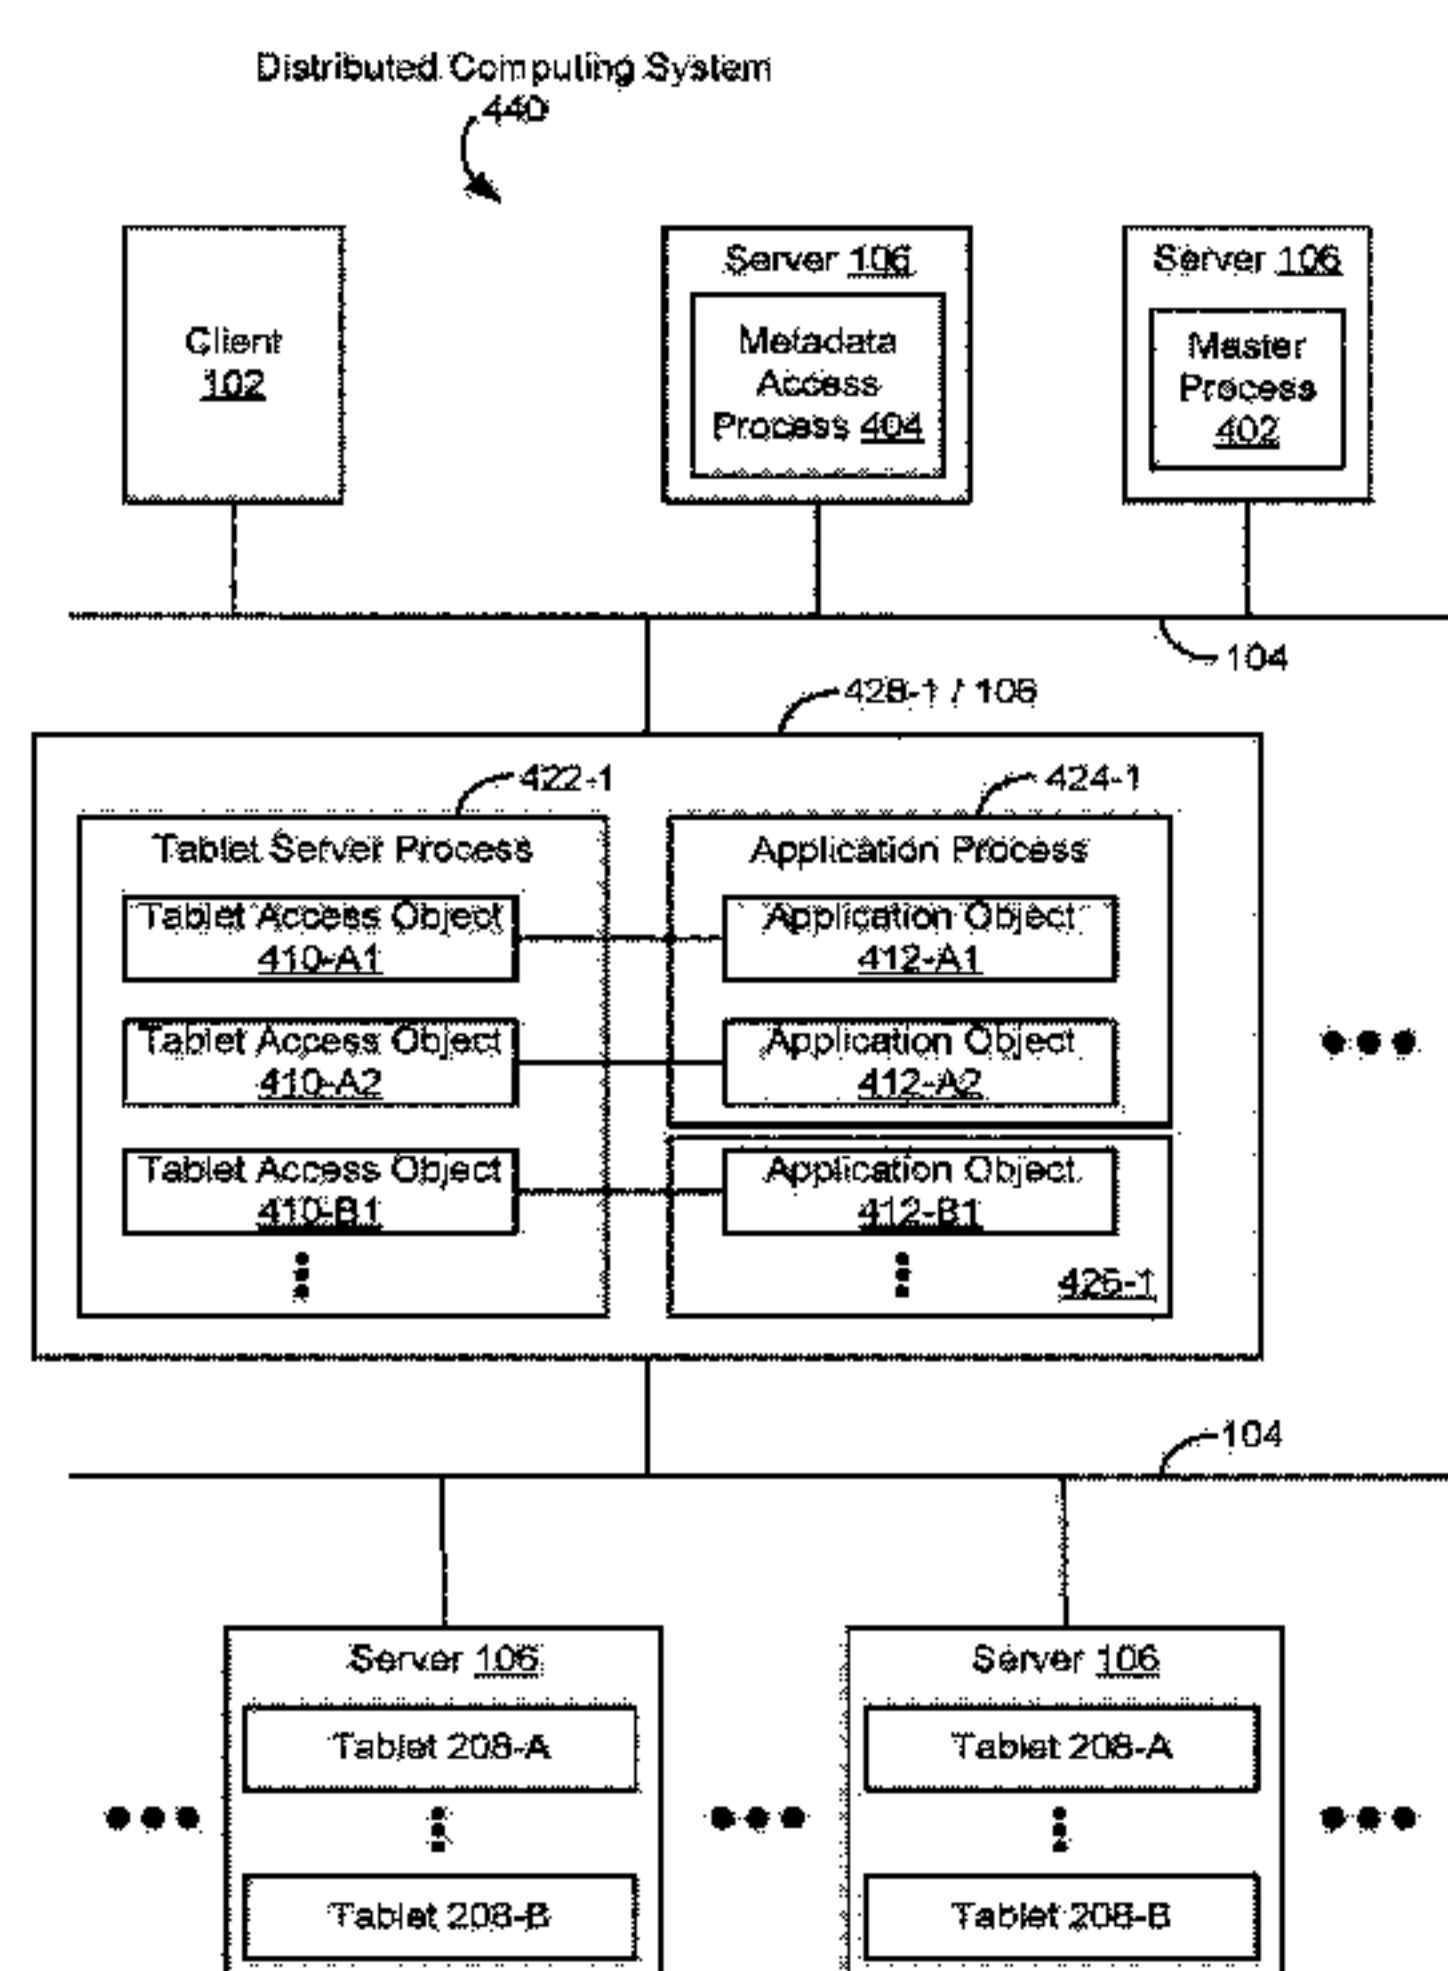 Distributed Computing System
440
Server 106
Server 106
Client
102
Metadata
Access
Process 404
Master
Process
402
104
428-1 / 106
422-1
424-1
Tablet Server Process
Application Process
Tablet Access Object
410-A1
Application Object
412-A1
Tablet Access Object
410-A2
Application Object
412-A2
Tablet Access Object
410-B1
Application Object
412-B1
426-1
104
Server 106
Server 106
Tablet 208-A
Tablet 208-A
Tablet 208-B
Tablet 208-B